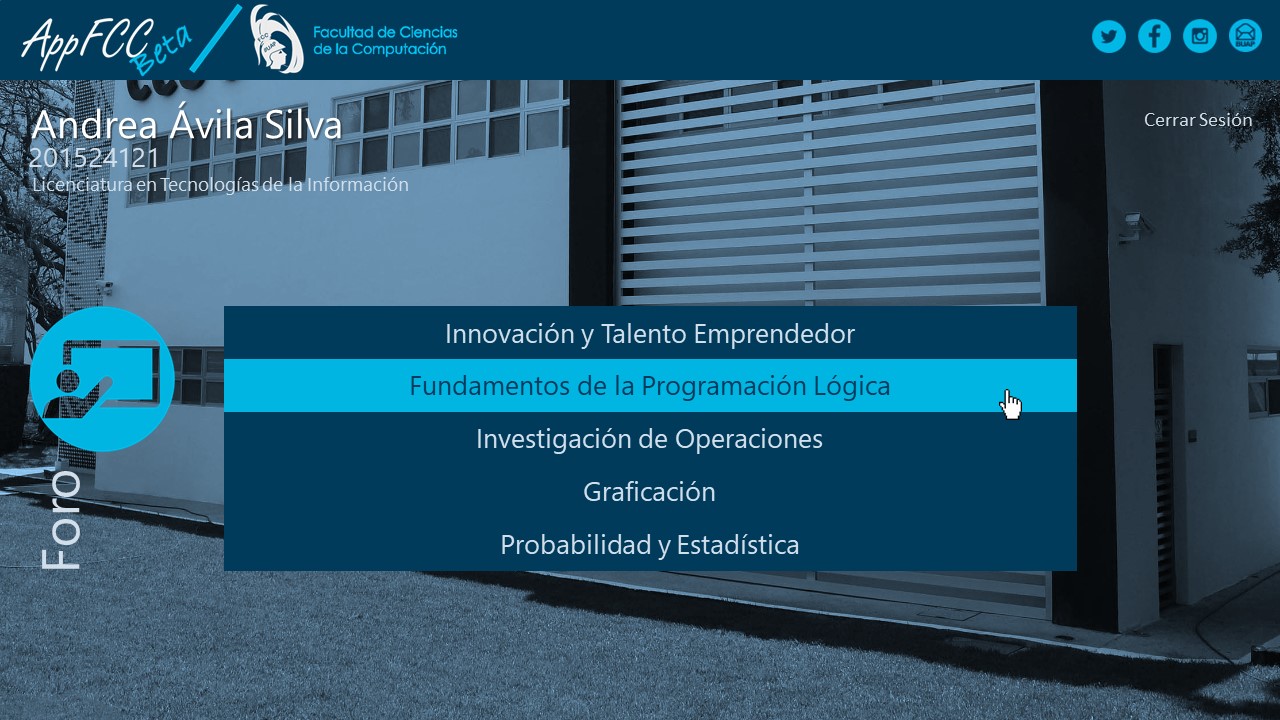 AppFCC
Beta
FCC
BUAP
Facultad de Ciencias
de la Computación
BUAP
Andrea Ávila Silva
201524121
Licenciatura en Tecnologías de la Información
Cerrar Sesión
Innovación y Talento Emprendedor
Fundamentos de la Programación Lógica
Investigación de Operaciones
Graficación
Probabilidad y Estadística
Foro